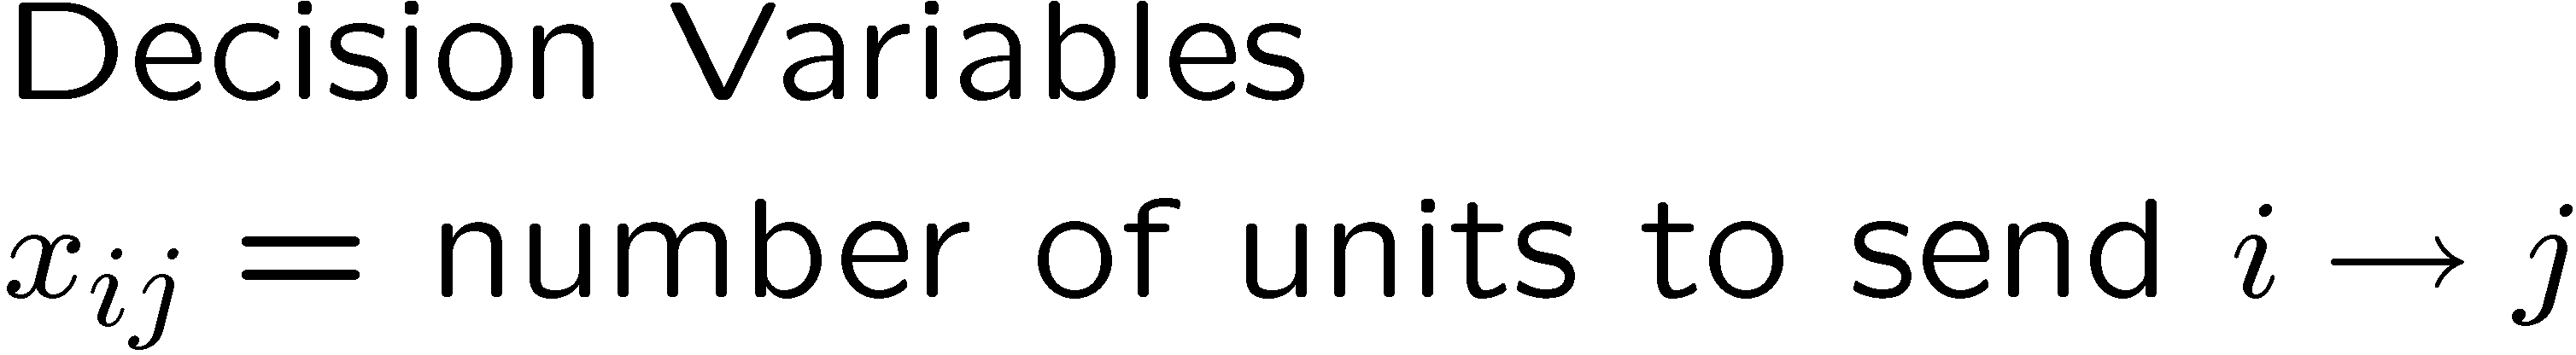 Decision Variables
x_{ij} = number of units to send i → j